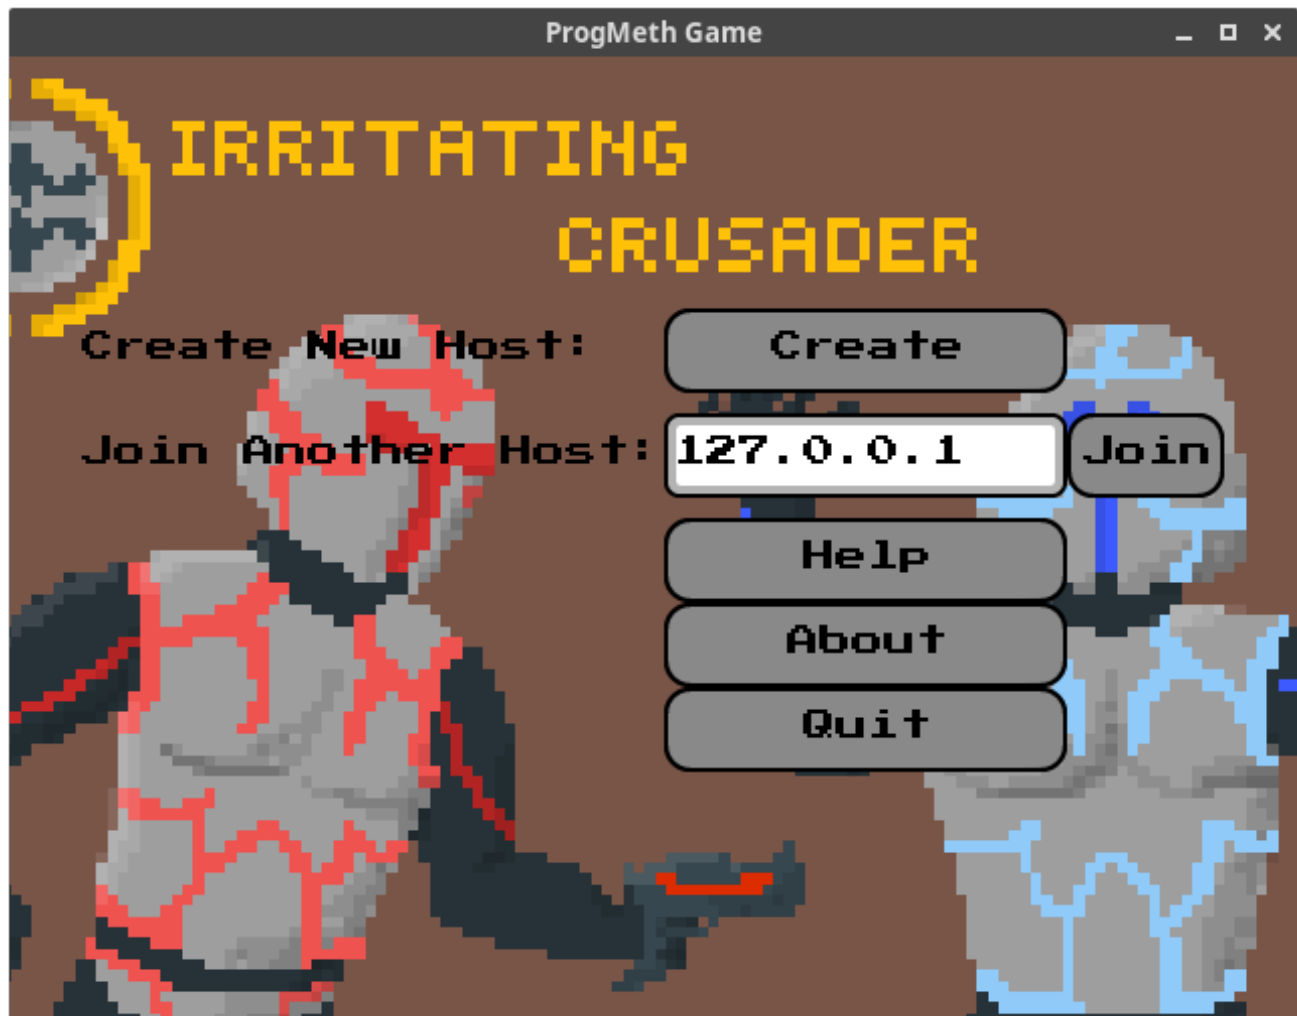 ProgMeth Game
IRRITATING
CRUSADER
Create New Host: Create
Join Another Host: 127.0.0.1 Join
Help
About
Quit